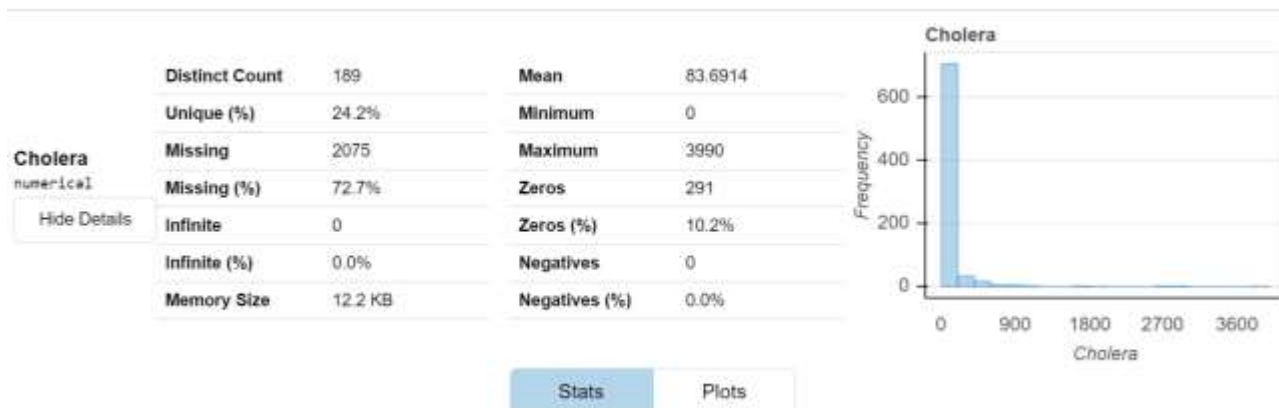 Cholera
numerical
Hide Details
Distinct Count 189
Unique (%) 24.2%
Missing 2075
Missing (%) 72.7%
Infinite 0
Infinite (%) 0.0%
Memory Size 12.2 KB
Mean 83.6914
Minimum 0
Maximum 3990
Zeros 291
Zeros (%) 10.2%
Negatives 0
Negatives (%) 0.0%
Cholera
Frequency
600
400
200
0
0 900 1800 2700 3600
Cholera
Stats Plots